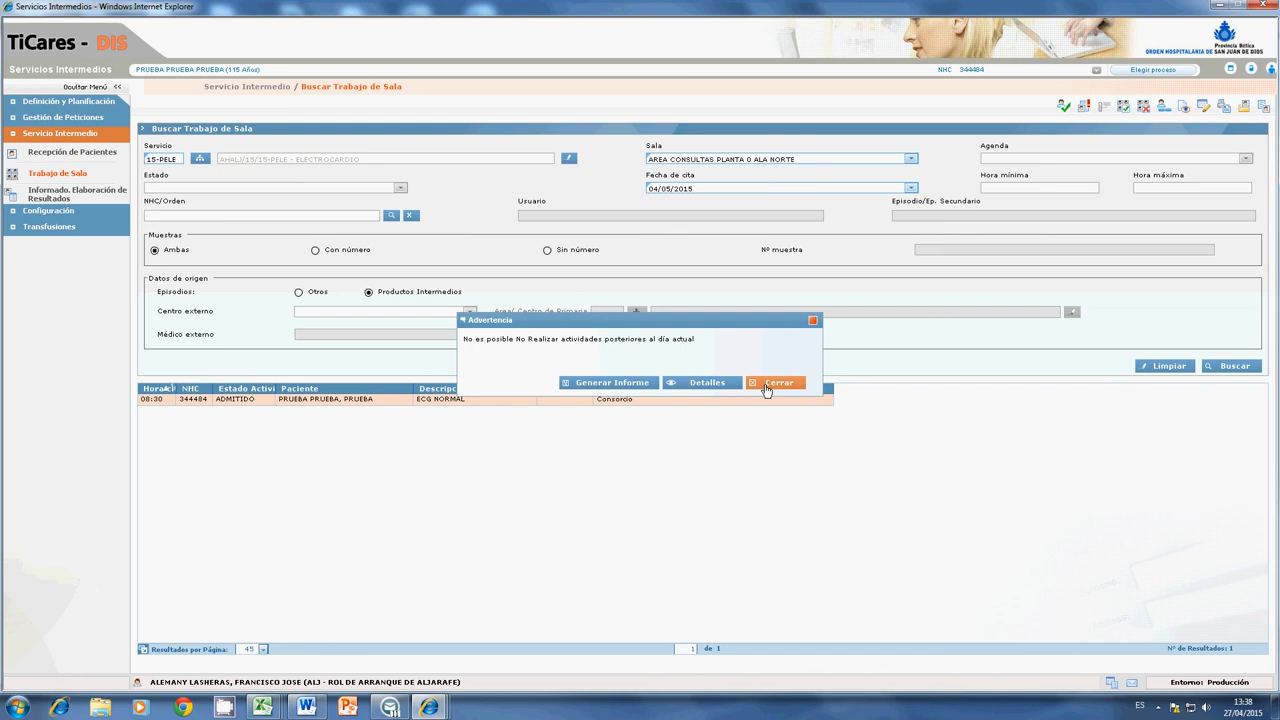 Servicios Intermedios - Windows Internet Explorer
TiCares - DIS
Provincia Bética
ORDEN HOSPITALARIA DE SAN JUAN DE DIOS
Servicios Intermedios
PRUEBA PRUEBA PRUEBA (115 Años)
NHC 344484
Elegir proceso
Ocultar Menú <<
Servicio Intermedio / Buscar Trabajo de Sala
Definición y Planificación
Gestión de Peticiones
Servicio Intermedio
Recepción de Pacientes
Trabajo de Sala
Informado. Elaboración de
Resultados
Configuración
Transfusiones
Buscar Trabajo de Sala
Servicio
Sala
Agenda
15-PELE
AHALJ/15/15-PELE - ELECTROCARDIO
AREA CONSULTAS PLANTA 0 ALA NORTE
Estado
Fecha de cita
Hora mínima
Hora máxima
04/05/2015
NHC/Orden
Usuario
Episodio/Ep. Secundario
Muestras
Ambas
Con número
Sin número
Nº muestra
Datos de origen
Episodios:
Otros
Productos Intermedios
Centro externo
Area/ Centro de Primaria
Médico externo
Advertencia
No es posible No Realizar actividades posteriores al día actual
Generar Informe
Detalles
Cerrar
Limpiar
Buscar
Hora
NHC
Estado Activi
Paciente
Descripc
08:30
344484
ADMITIDO
PRUEBA PRUEBA, PRUEBA
ECG NORMAL
Consorcio
Resultados por Página: 45
1 de 1
Nº de Resultados: 1
ALEMANY LASHERAS, FRANCISCO JOSE (ALJ - ROL DE ARRANQUE DE ALJARAFE)
Entorno: Producción
ES
13:38
27/04/2015